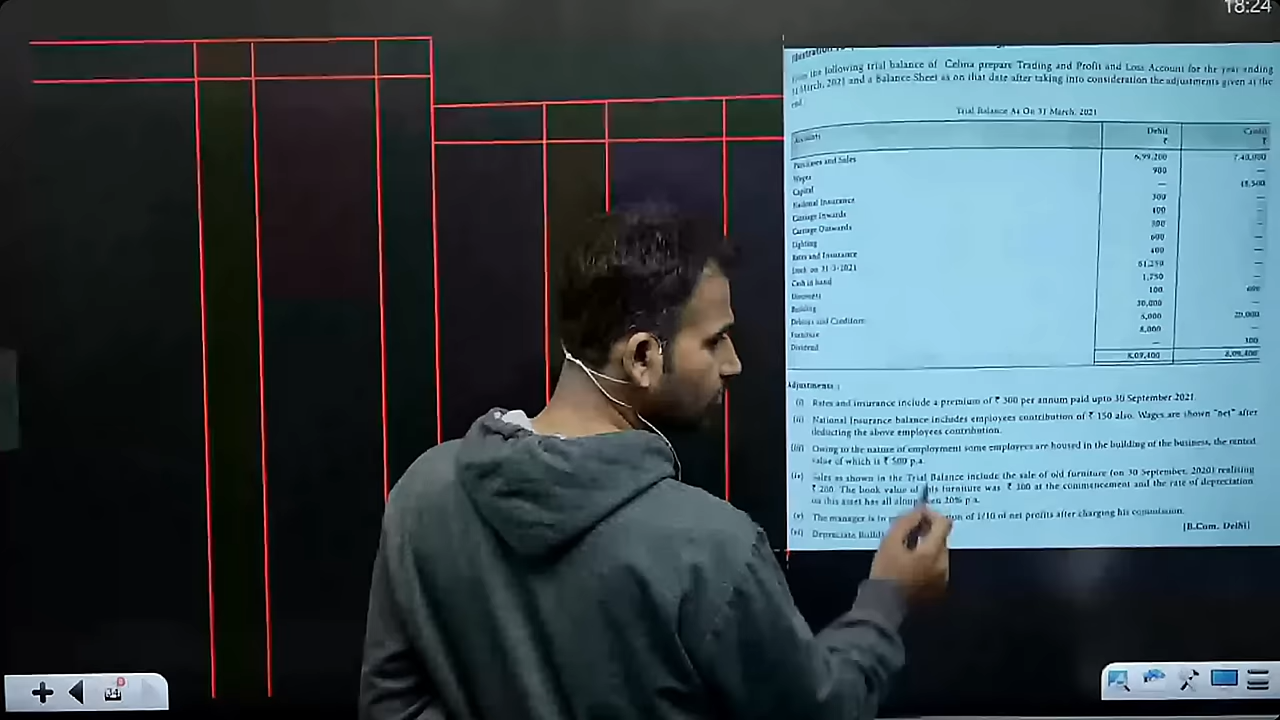 18:24
the following trial balance of Celina prepare Trading and Profit and Loss Account for the year ending
31 March, 2021 and a Balance Sheet as on that date after taking into consideration the adjustments given at the
end.
Trial Balance As On 31 March, 2021
Accounts Debit ₹ Credit ₹
Purchases and Sales 6,99,200 7,40,000
Wages 900 —
Capital —
National Insurance 300 —
Carriage Inwards 400 —
Carriage Outwards —
Lighting 600 —
Rates and Insurance 400 —
Stock on 31-3-2021 61,250 —
Cash in hand 1,750 —
Discounts 100 600
Building 30,000 —
Debtors and Creditors 5,000 20,000
Furniture —
Dividend —
8,09,400 8,09,400
Adjustments :
(i) Rates and insurance include a premium of ₹ 300 per annum paid upto 30 September 2021.
(ii) National Insurance balance includes employees contribution of ₹ 150 also. Wages are shown "net" after
deducting the above employees contribution.
(iii) Owing to the nature of employment some employees are housed in the building of the business, the rented
value of which is ₹ 500 p.a.
(iv) Sales as shown in the Trial Balance include the sale of old furniture (on 30 September, 2020) realising
₹ 200. The book value of this furniture was ₹ 300 at the commencement and the rate of depreciation
on this asset has all along been 20% p.a.
(v) The manager is of 1/10 of net profits after charging his commission.
(vi) Depreciate
[B.Com. Delhi]